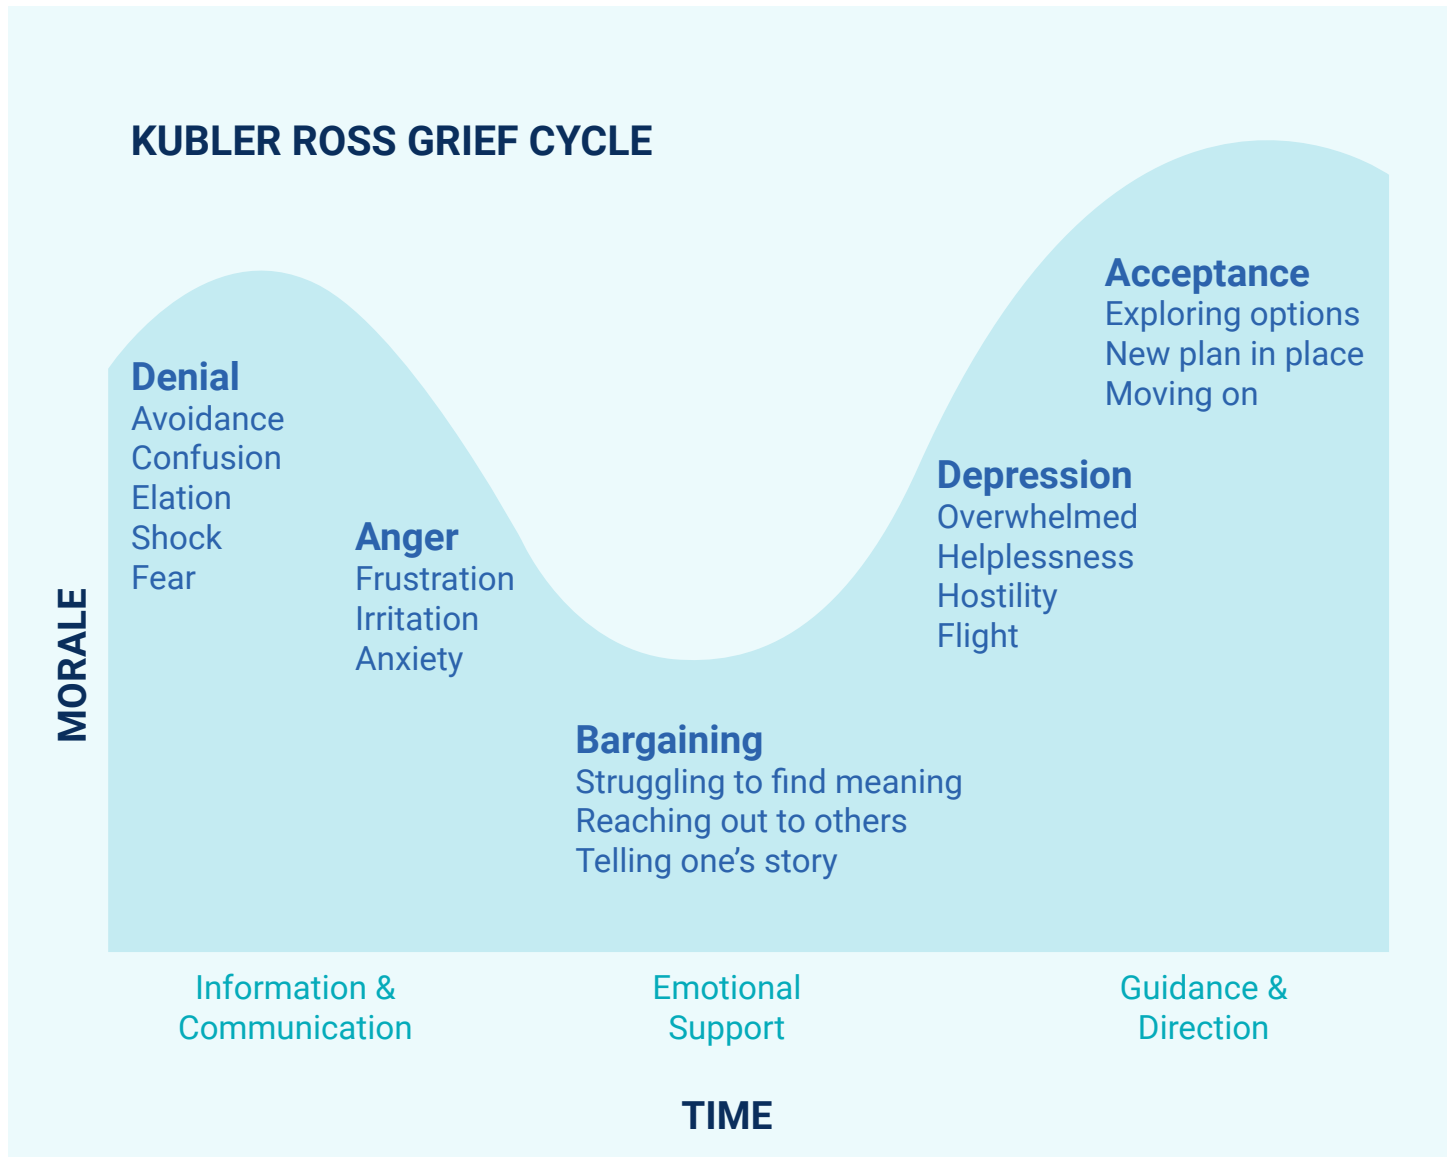 KUBLER ROSS GRIEF CYCLE
MORALE
Denial
Avoidance
Confusion
Elation
Shock
Fear
Anger
Frustration
Irritation
Anxiety
Bargaining
Struggling to find meaning
Reaching out to others
Telling one’s story
Depression
Overwhelmed
Helplessness
Hostility
Flight
Acceptance
Exploring options
New plan in place
Moving on
Information &
Communication
Emotional
Support
Guidance &
Direction
TIME